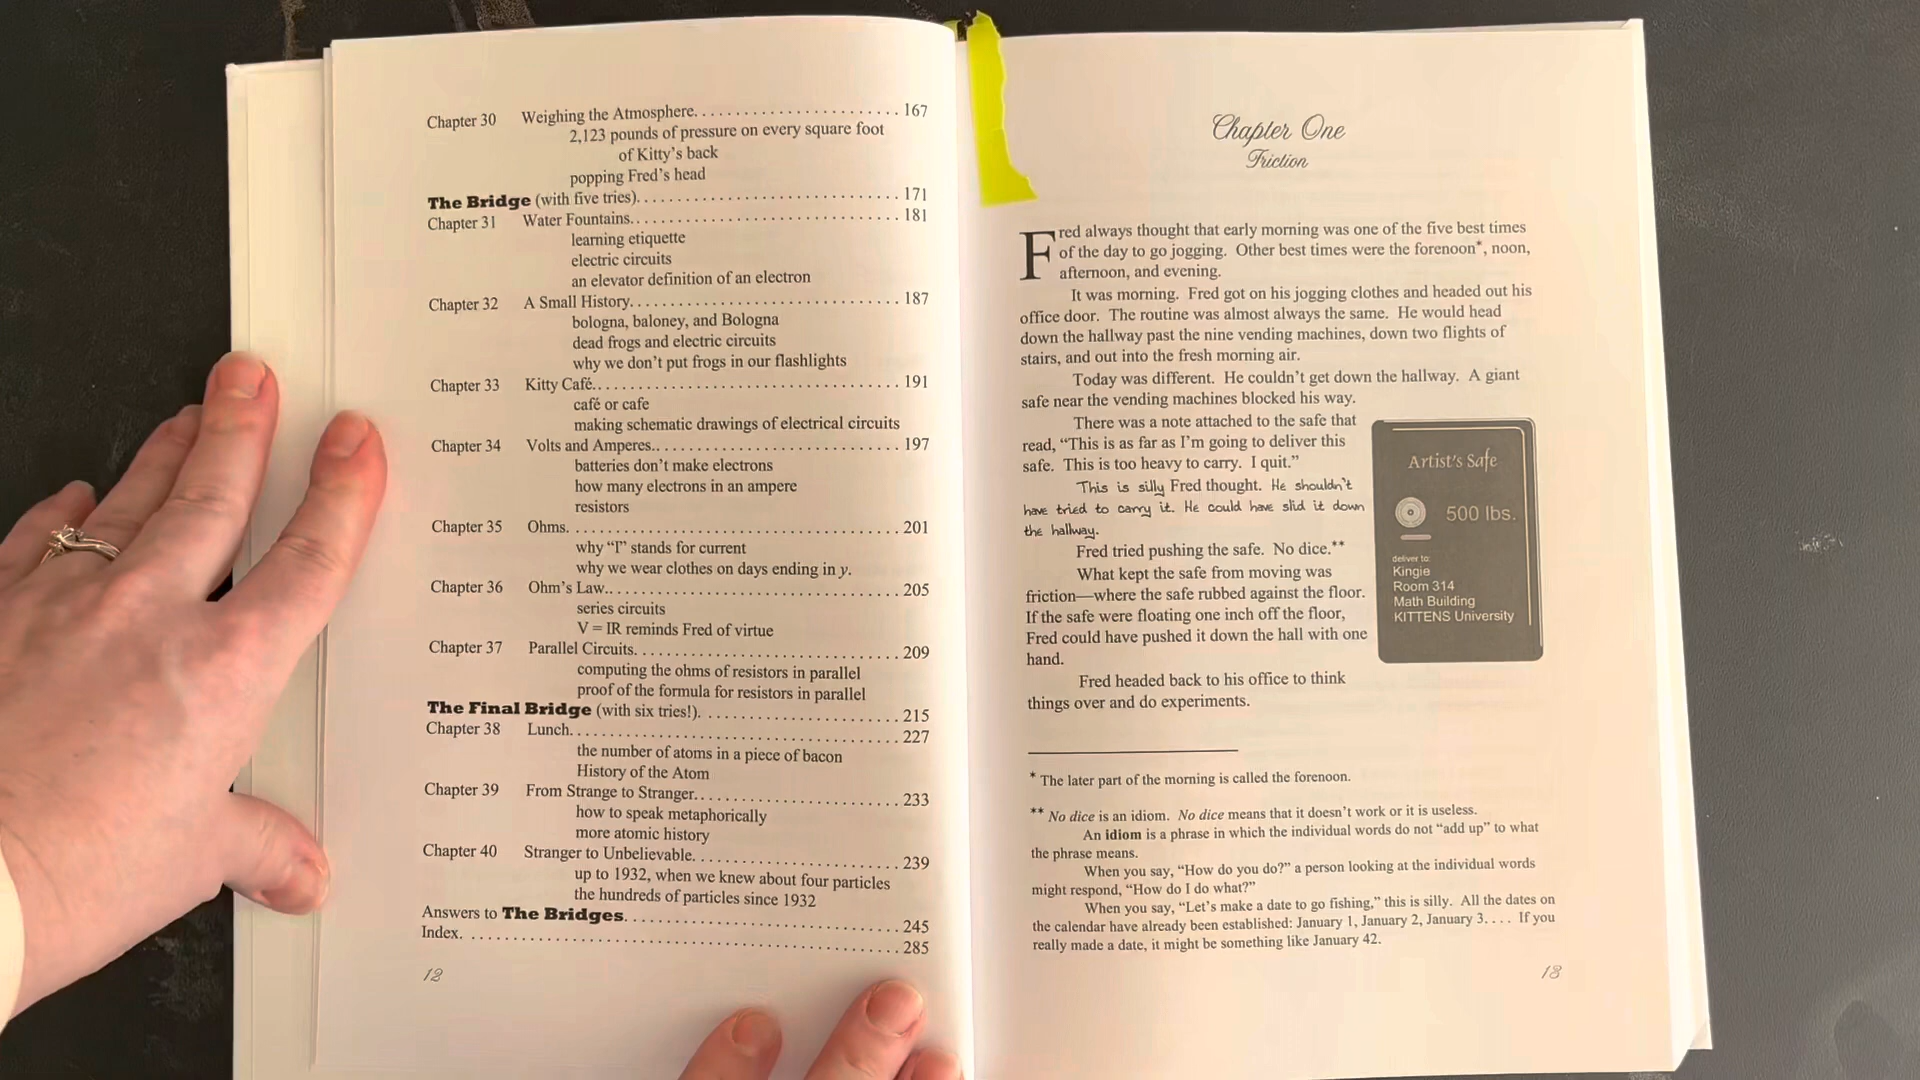 Chapter 30 Weighing the Atmosphere. . . . . . . . . . . . . . . . . . . . . . . 167
2,123 pounds of pressure on every square foot
of Kitty's back
popping Fred's head
The Bridge (with five tries). . . . . . . . . . . . . . . . . . . . . . . . . . . . . 171
Chapter 31 Water Fountains. . . . . . . . . . . . . . . . . . . . . . . . . . . . . . 181
learning etiquette
electric circuits
an elevator definition of an electron
Chapter 32 A Small History. . . . . . . . . . . . . . . . . . . . . . . . . . . . . . 187
bologna, baloney, and Bologna
dead frogs and electric circuits
why we don't put frogs in our flashlights
Chapter 33 Kitty Café. . . . . . . . . . . . . . . . . . . . . . . . . . . . . . . . . . 191
café or cafe
making schematic drawings of electrical circuits
Chapter 34 Volts and Amperes. . . . . . . . . . . . . . . . . . . . . . . . . . . 197
batteries don't make electrons
how many electrons in an ampere
resistors
Chapter 35 Ohms. . . . . . . . . . . . . . . . . . . . . . . . . . . . . . . . . . . . . 201
why “I” stands for current
why we wear clothes on days ending in y.
Chapter 36 Ohm's Law. . . . . . . . . . . . . . . . . . . . . . . . . . . . . . . . 205
series circuits
V = IR reminds Fred of virtue
Chapter 37 Parallel Circuits. . . . . . . . . . . . . . . . . . . . . . . . . . . . . 209
computing the ohms of resistors in parallel
proof of the formula for resistors in parallel
The Final Bridge (with six tries!). . . . . . . . . . . . . . . . . . . . . . . 215
Chapter 38 Lunch. . . . . . . . . . . . . . . . . . . . . . . . . . . . . . . . . . . . . 227
the number of atoms in a piece of bacon
History of the Atom
Chapter 39 From Strange to Stranger. . . . . . . . . . . . . . . . . . . . . . 233
how to speak metaphorically
more atomic history
Chapter 40 Stranger to Unbelievable. . . . . . . . . . . . . . . . . . . . . . 239
up to 1932, when we knew about four particles
the hundreds of particles since 1932
Answers to The Bridges. . . . . . . . . . . . . . . . . . . . . . . . . . . . . . . 245
Index. . . . . . . . . . . . . . . . . . . . . . . . . . . . . . . . . . . . . . . . . . . . . . 285
12
Chapter One
Friction
Fred always thought that early morning was one of the five best times
of the day to go jogging. Other best times were the forenoon*, noon,
afternoon, and evening.
It was morning. Fred got on his jogging clothes and headed out his
office door. The routine was almost always the same. He would head
down the hallway past the nine vending machines, down two flights of
stairs, and out into the fresh morning air.
Today was different. He couldn't get down the hallway. A giant
safe near the vending machines blocked his way.
There was a note attached to the safe that
read, “This is as far as I'm going to deliver this
safe. This is too heavy to carry. I quit.”
This is silly Fred thought. He shouldn't
have tried to carry it. He could have slid it down
the hallway.
Fred tried pushing the safe. No dice.**
What kept the safe from moving was
friction—where the safe rubbed against the floor.
If the safe were floating one inch off the floor,
Fred could have pushed it down the hall with one
hand.
Fred headed back to his office to think
things over and do experiments.
Artist's Safe
500 lbs.
deliver to:
Kingie
Room 314
Math Building
KITTENS University
* The later part of the morning is called the forenoon.
** No dice is an idiom. No dice means that it doesn't work or it is useless.
An idiom is a phrase in which the individual words do not “add up” to what
the phrase means.
When you say, “How do you do?” a person looking at the individual words
might respond, “How do I do what?”
When you say, “Let's make a date to go fishing,” this is silly. All the dates on
the calendar have already been established: January 1, January 2, January 3. . . . If you
really made a date, it might be something like January 42.
13